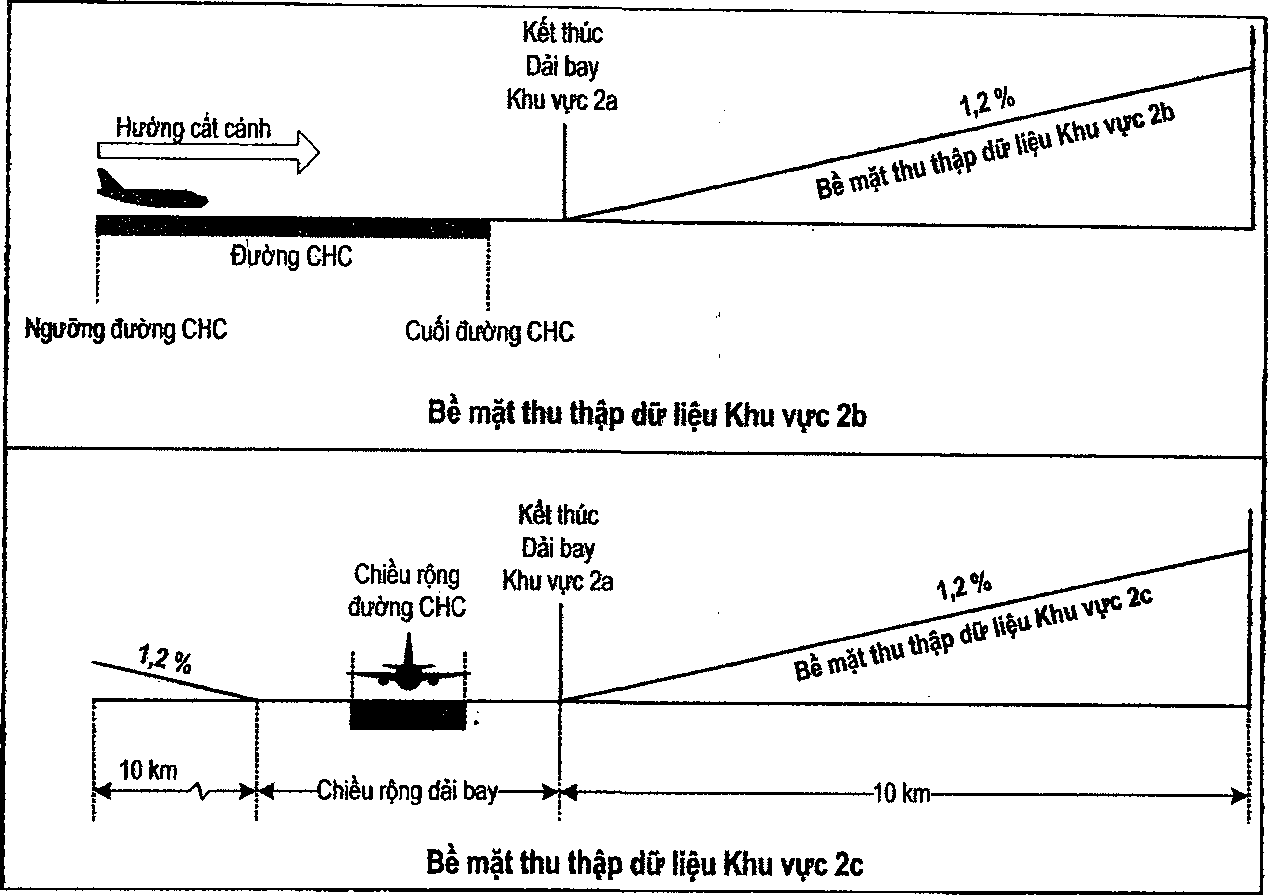 Kết thúc
Dải bay
Khu vực 2a
Hướng cất cánh
1,2 %
Bề mặt thu thập dữ liệu Khu vực 2b
Đường CHC
Ngưỡng đường CHC
Cuối đường CHC
Bề mặt thu thập dữ liệu Khu vực 2b
Kết thúc
Dải bay
Khu vực 2a
Chiều rộng
đường CHC
1,2 %
1,2 %
Bề mặt thu thập dữ liệu Khu vực 2c
10 km
Chiều rộng dải bay
10 km
Bề mặt thu thập dữ liệu Khu vực 2c